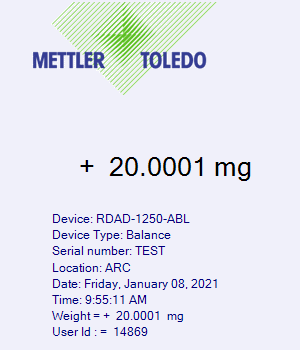 METTLER TOLEDO
+ 20.0001 mg
Device: RDAD-1250-ABL
Device Type: Balance
Serial number: TEST
Location: ARC
Date: Friday, January 08, 2021
Time: 9:55:11 AM
Weight = + 20.0001 mg
User Id : = 14869